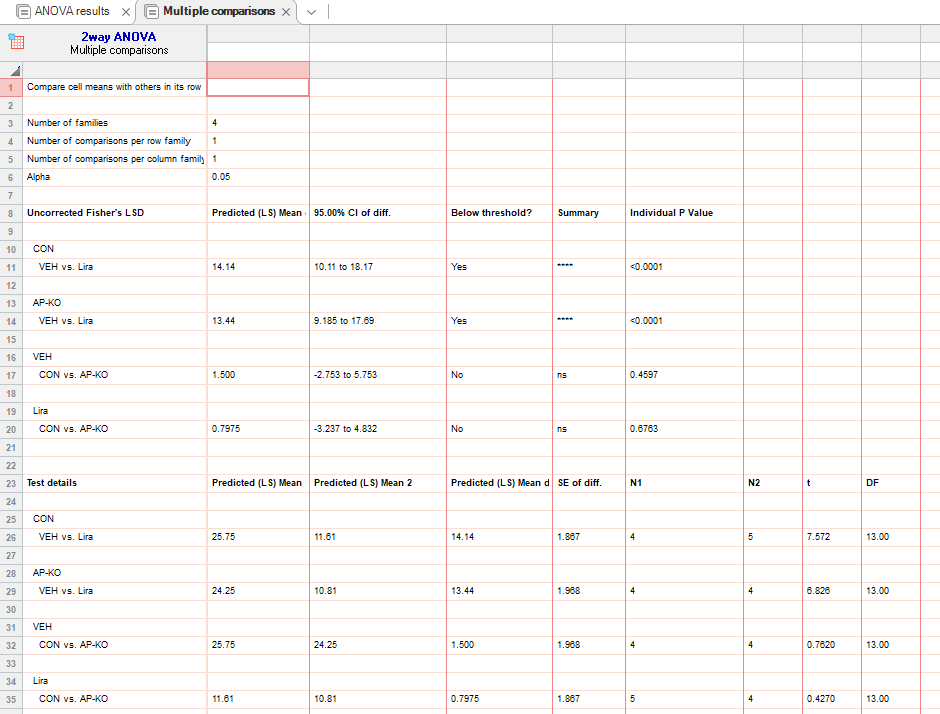 ANOVA results × Multiple comparisons ×
2way ANOVA
Multiple comparisons
1 Compare cell means with others in its row
2
3 Number of families 4
4 Number of comparisons per row family 1
5 Number of comparisons per column family 1
6 Alpha 0.05
7
8 Uncorrected Fisher's LSD Predicted (LS) Mean 95.00% CI of diff. Below threshold? Summary Individual P Value
9
10 CON
11 VEH vs. Lira 14.14 10.11 to 18.17 Yes **** <0.0001
12
13 AP-KO
14 VEH vs. Lira 13.44 9.185 to 17.69 Yes **** <0.0001
15
16 VEH
17 CON vs. AP-KO 1.500 -2.753 to 5.753 No ns 0.4597
18
19 Lira
20 CON vs. AP-KO 0.7975 -3.237 to 4.832 No ns 0.6763
21
22
23 Test details Predicted (LS) Mean Predicted (LS) Mean 2 Predicted (LS) Mean d SE of diff. N1 N2 t DF
24
25 CON
26 VEH vs. Lira 25.75 11.61 14.14 1.867 4 5 7.572 13.00
27
28 AP-KO
29 VEH vs. Lira 24.25 10.81 13.44 1.968 4 4 6.826 13.00
30
31 VEH
32 CON vs. AP-KO 25.75 24.25 1.500 1.968 4 4 0.7620 13.00
33
34 Lira
35 CON vs. AP-KO 11.61 10.81 0.7975 1.867 5 4 0.4270 13.00